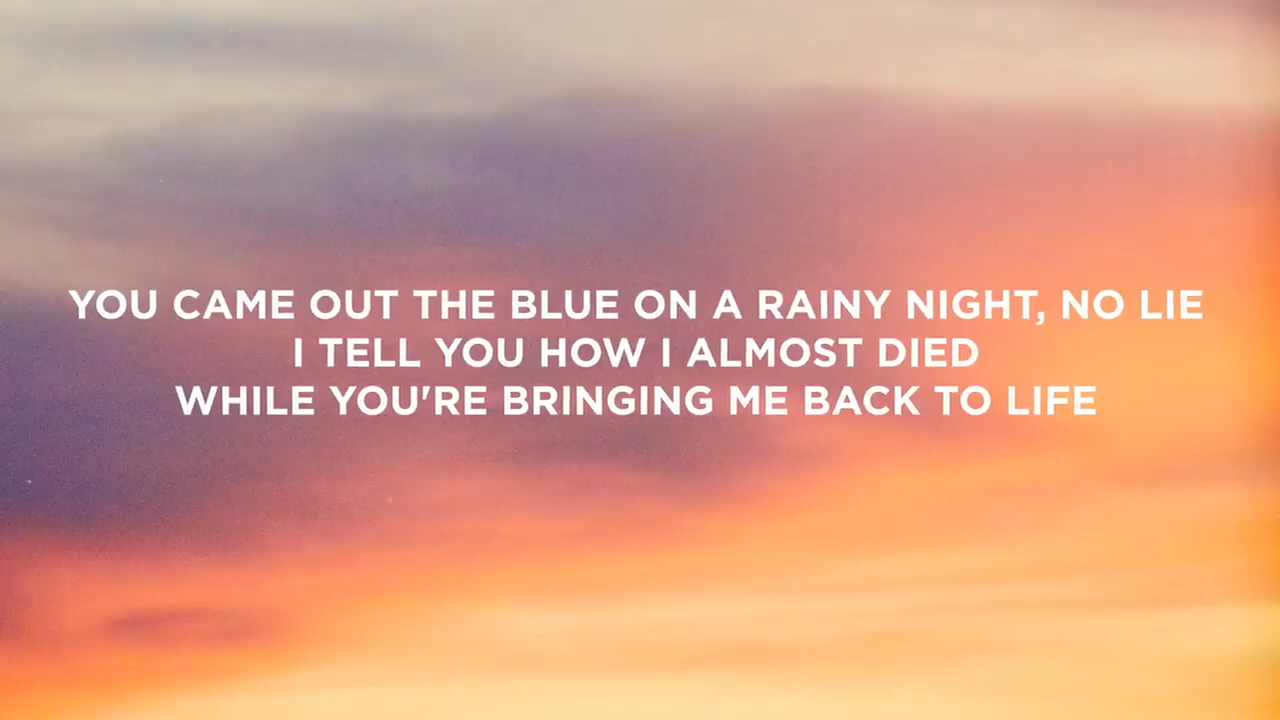 YOU CAME OUT THE BLUE ON A RAINY NIGHT, NO LIE
I TELL YOU HOW I ALMOST DIED
WHILE YOU'RE BRINGING ME BACK TO LIFE